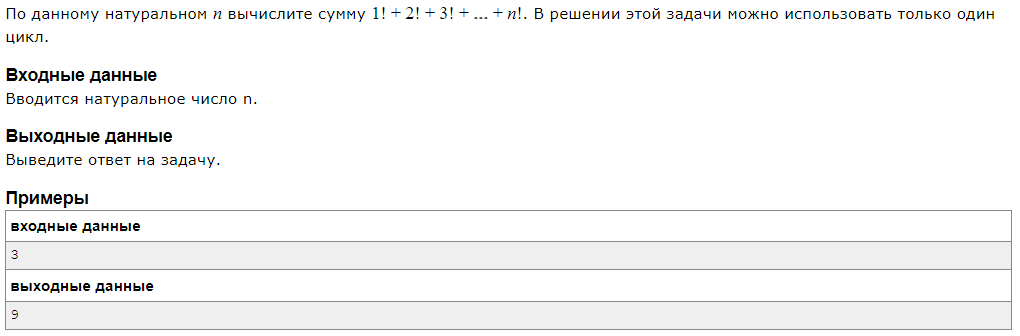 По данному натуральном n вычислите сумму 1! + 2! + 3! + ... + n!. В решении этой задачи можно использовать только один
цикл.
Входные данные
Вводится натуральное число n.
Выходные данные
Выведите ответ на задачу.
Примеры
входные данные
3
выходные данные
9